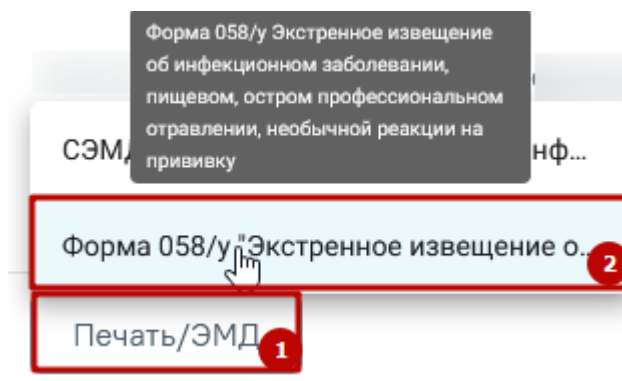 Форма 058/у Экстренное извещение
об инфекционном заболевании,
пищевом, остром профессиональном
отравлении, необычной реакции на
прививку
СЭМД нф...
Форма 058/у "Экстренное извещение о...
2
Печать/ЭМД
1